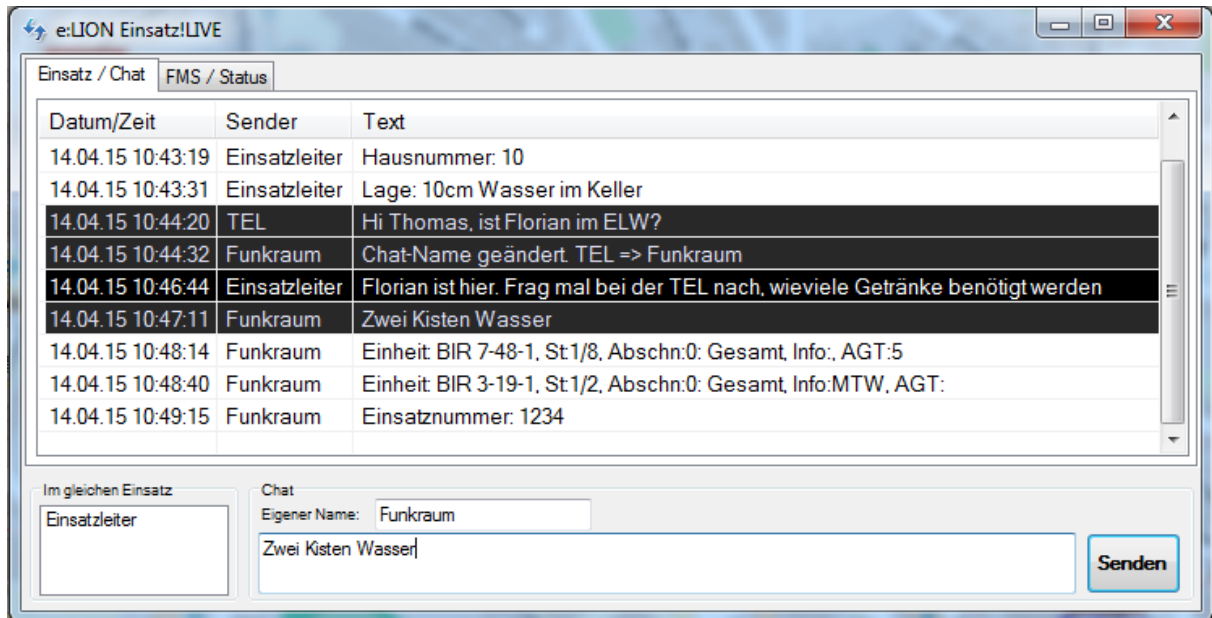 e:LION Einsatz!LIVE
Einsatz / Chat FMS / Status
Datum/Zeit Sender Text
14.04.15 10:43:19 Einsatzleiter Hausnummer: 10
14.04.15 10:43:31 Einsatzleiter Lage: 10cm Wasser im Keller
14.04.15 10:44:20 TEL Hi Thomas, ist Florian im ELW?
14.04.15 10:44:32 Funkraum Chat-Name geändert. TEL => Funkraum
14.04.15 10:46:44 Einsatzleiter Florian ist hier. Frag mal bei der TEL nach, wieviele Getränke benötigt werden
14.04.15 10:47:11 Funkraum Zwei Kisten Wasser
14.04.15 10:48:14 Funkraum Einheit: BIR 7-48-1, St:1/8, Abschn:0: Gesamt, Info:, AGT:5
14.04.15 10:48:40 Funkraum Einheit: BIR 3-19-1, St:1/2, Abschn:0: Gesamt, Info:MTW, AGT:
14.04.15 10:49:15 Funkraum Einsatznummer: 1234
Im gleichen Einsatz
Einsatzleiter
Chat
Eigener Name: Funkraum
Zwei Kisten Wasser
Senden